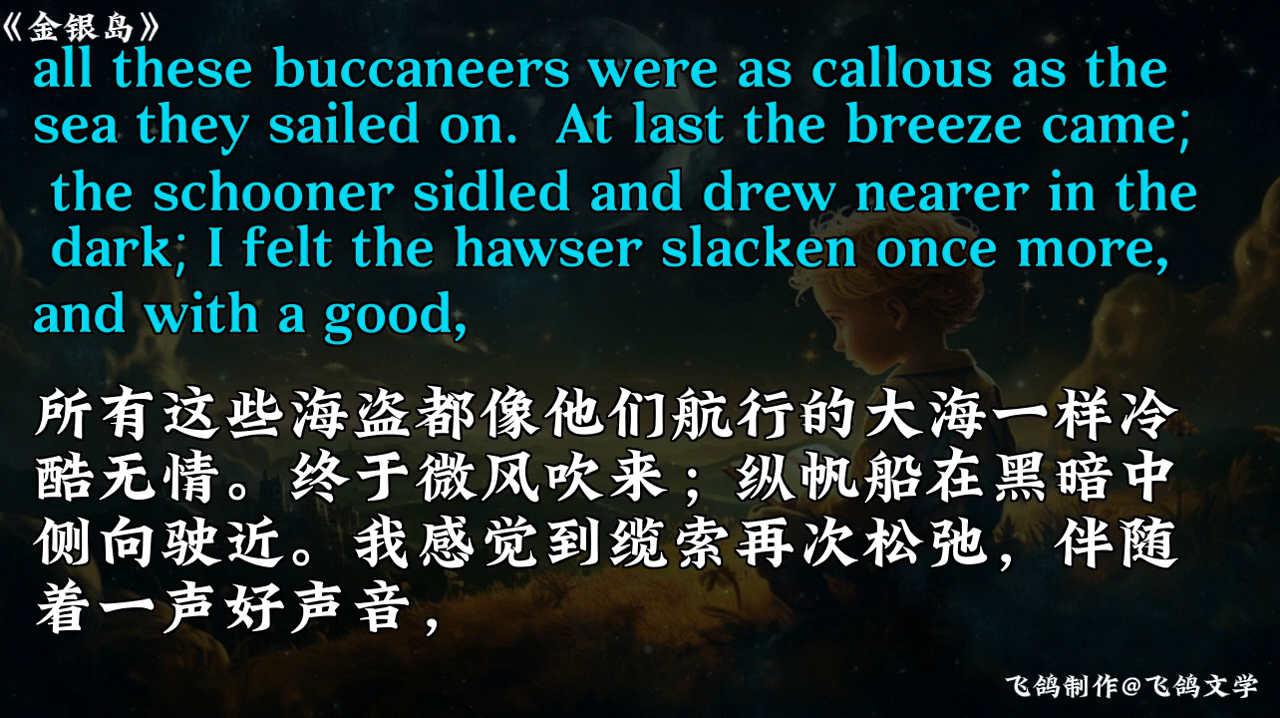 《金银岛》
all these buccaneers were as callous as the
sea they sailed on. At last the breeze came;
the schooner sidled and drew nearer in the
dark; I felt the hawser slacken once more,
and with a good,
所有这些海盗都像他们航行的大海一样冷
酷无情。终于微风吹来；纵帆船在黑暗中
侧向驶近。我感觉到缆索再次松弛，伴随
着一声好声音，
飞鸽制作@飞鸽文学